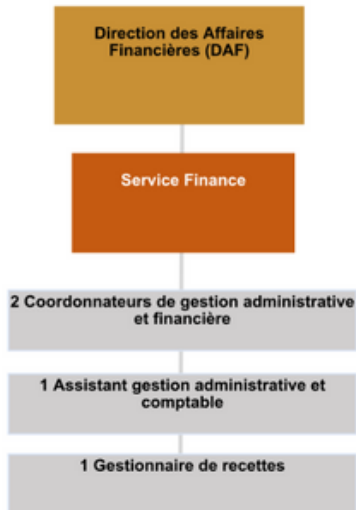 Direction des Affaires
Financières (DAF)
Service Finance
2 Coordonnateurs de gestion administrative
et financière
1 Assistant gestion administrative et
comptable
1 Gestionnaire de recettes